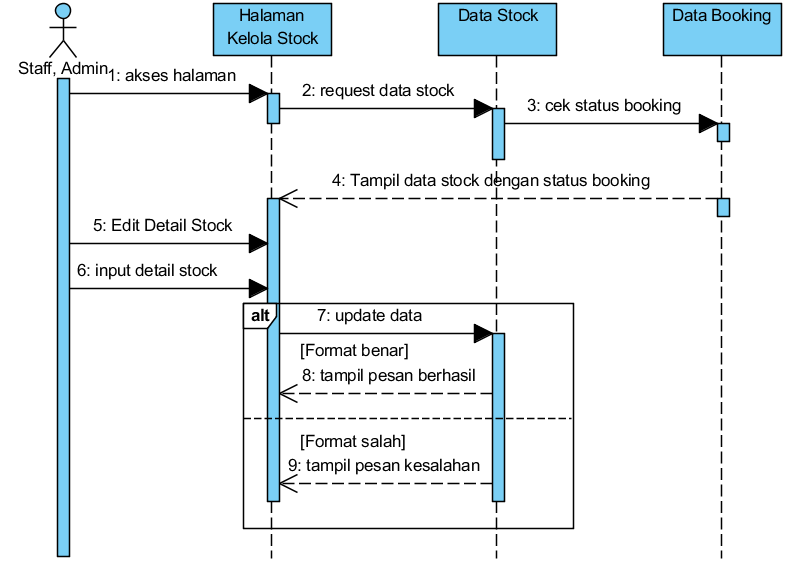 Halaman
Kelola Stock
Data Stock
Data Booking
Staff, Admin
1: akses halaman
2: request data stock
3: cek status booking
4: Tampil data stock dengan status booking
5: Edit Detail Stock
6: input detail stock
alt
7: update data
[Format benar]
8: tampil pesan berhasil
[Format salah]
9: tampil pesan kesalahan